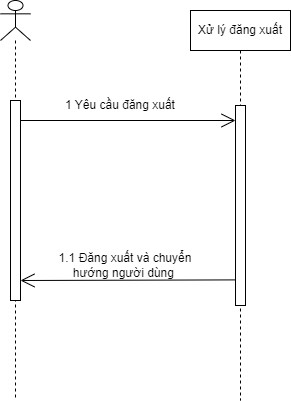 Xử lý đăng xuất
1 Yêu cầu đăng xuất
1.1 Đăng xuất và chuyển
hướng người dùng